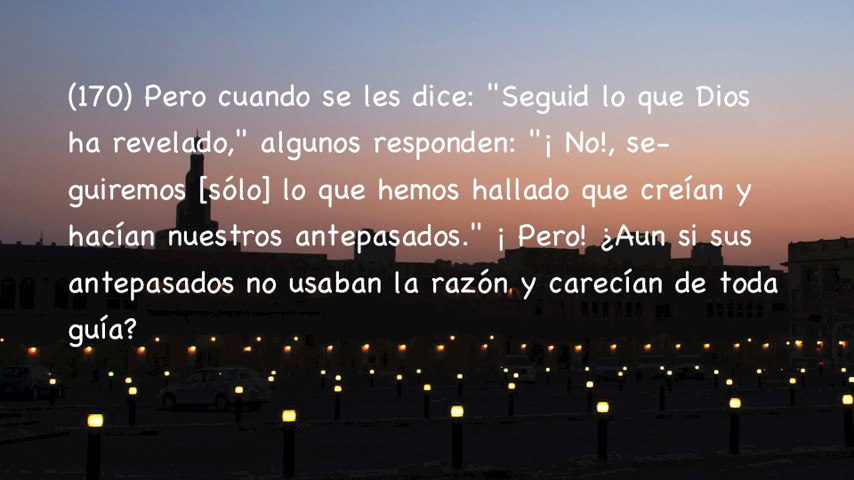 (170) Pero cuando se les dice: "Seguid lo que Dios
ha revelado," algunos responden: "¡ No!, se-
guiremos [sólo] lo que hemos hallado que creían y
hacían nuestros antepasados." ¡ Pero! ¿Aun si sus
antepasados no usaban la razón y carecían de toda
guía?